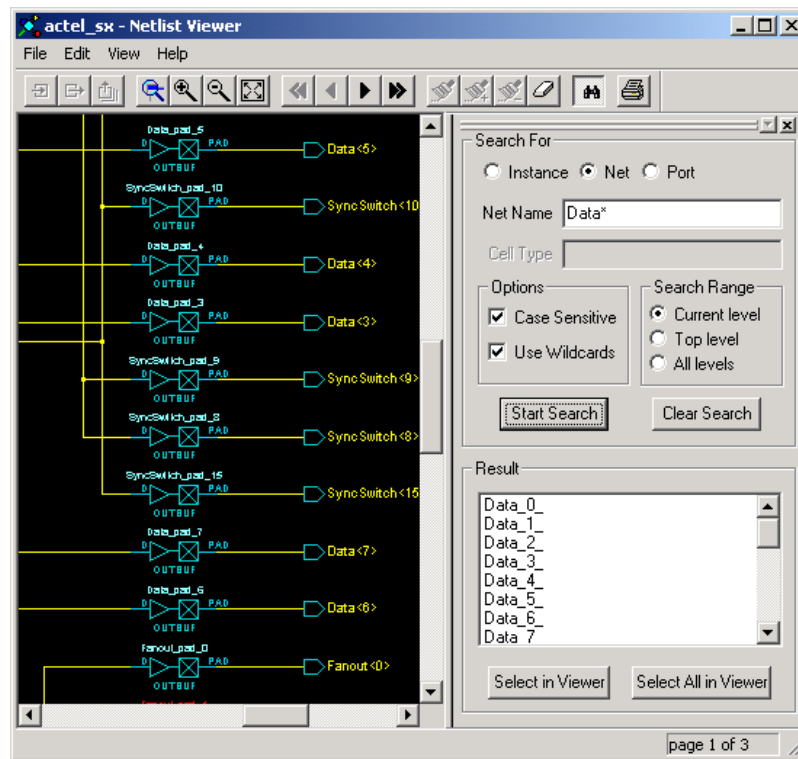 actel_sx - Netlist Viewer
File Edit View Help
Data_pad_5
D PAD
Data<5>
OUTBUF
SyncSwitch_pad_10
D PAD
SyncSwitch<10
OUTBUF
Data_pad_4
D PAD
Data<4>
OUTBUF
Data_pad_3
D PAD
Data<3>
OUTBUF
SyncSwitch_pad_9
D PAD
SyncSwitch<9>
OUTBUF
SyncSwitch_pad_8
D PAD
SyncSwitch<8>
OUTBUF
SyncSwitch_pad_15
D PAD
SyncSwitch<15
OUTBUF
Data_pad_7
D PAD
Data<7>
OUTBUF
Data_pad_6
D PAD
Data<6>
OUTBUF
Fanout_pad_0
D PAD
Fanout<0>
OUTBUF
Search For
Instance Net Port
Net Name Data*
Cell Type
Options
Case Sensitive
Use Wildcards
Search Range
Current level
Top level
All levels
Start Search Clear Search
Result
Data_0_
Data_1_
Data_2_
Data_3_
Data_4_
Data_5_
Data_6_
Data 7
Select in Viewer Select All in Viewer
page 1 of 3